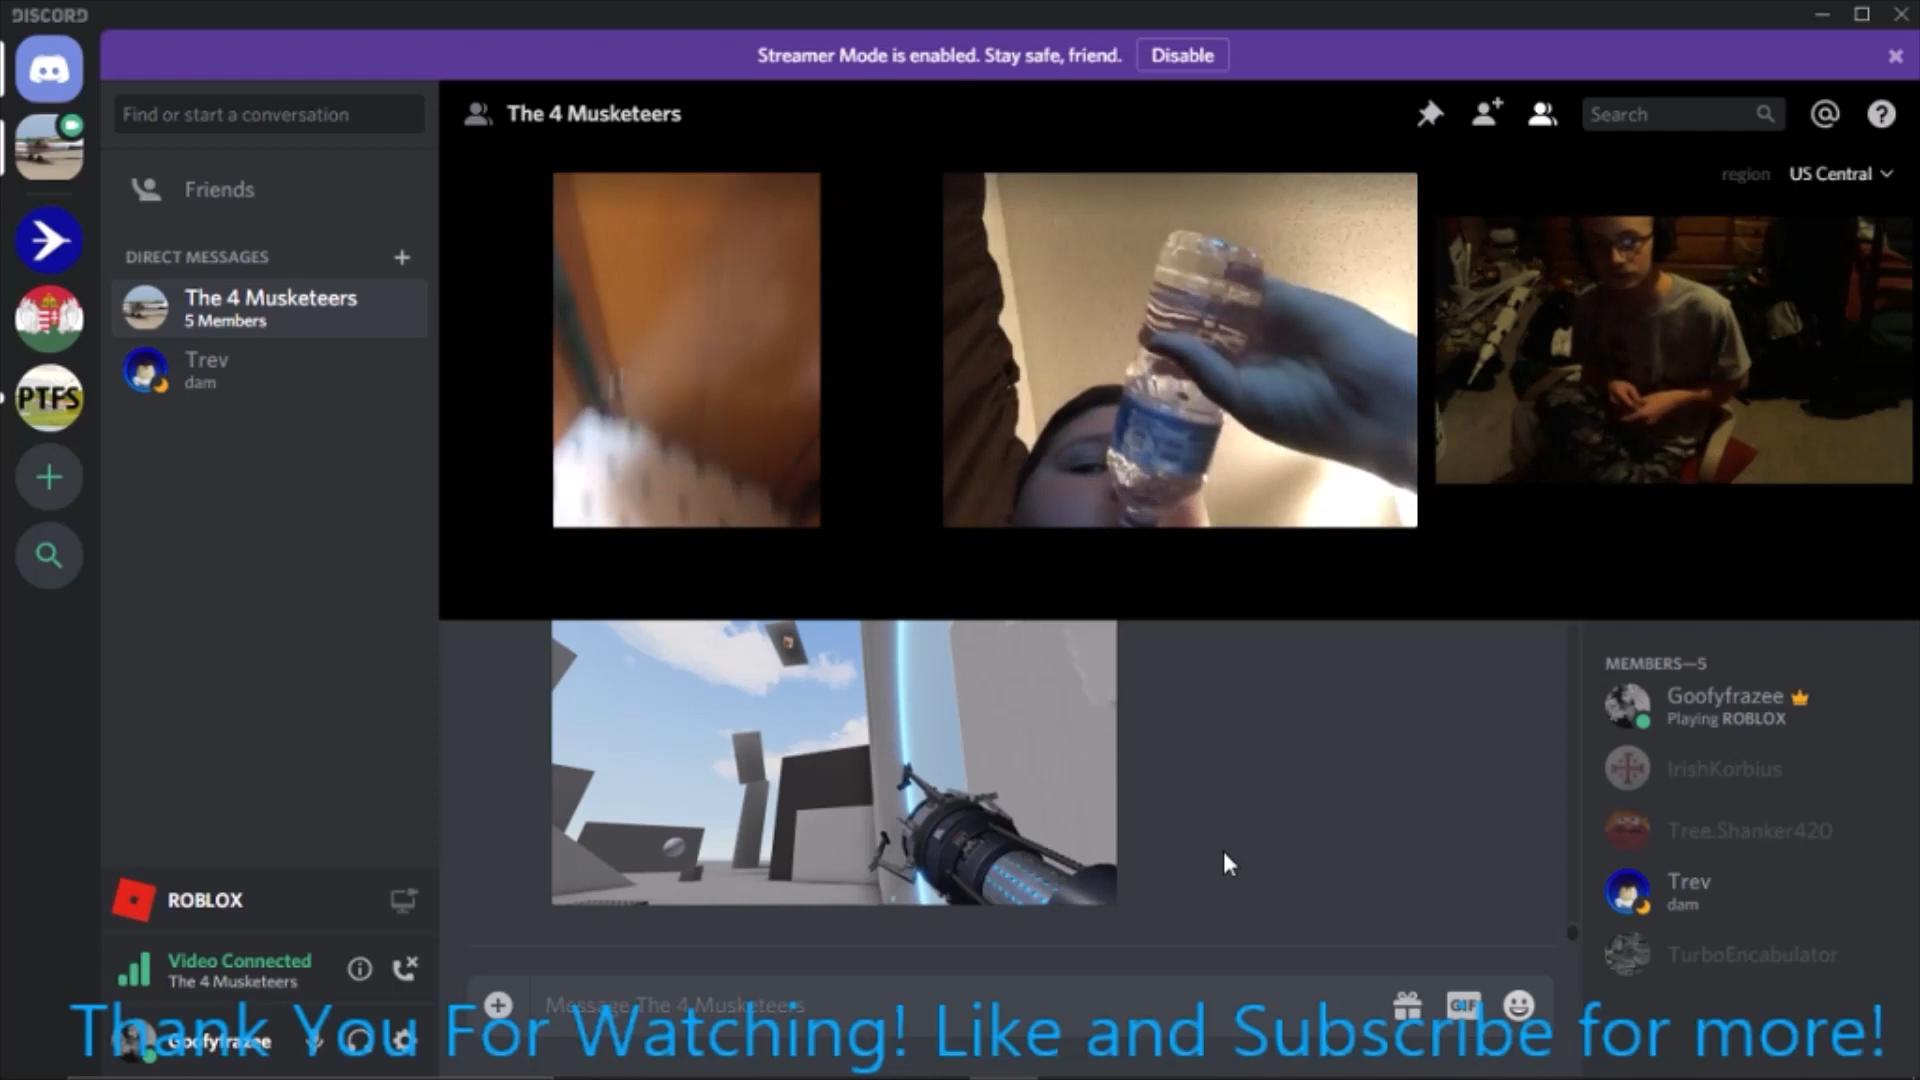 DISCORD
Streamer Mode is enabled. Stay safe, friend.
Disable
Find or start a conversation
The 4 Musketeers
Search
region
US Central
Friends
DIRECT MESSAGES
The 4 Musketeers
5 Members
Trev
dam
PTFS
MEMBERS—5
Goofyfrazee
Playing ROBLOX
IrishKorbius
Tree.Shanker420
Trev
dam
TurboEncabulator
ROBLOX
Video Connected
The 4 Musketeers
Message The 4 Musketeers
GIF
Goofyfrazee
Thank You For Watching! Like and Subscribe for more!